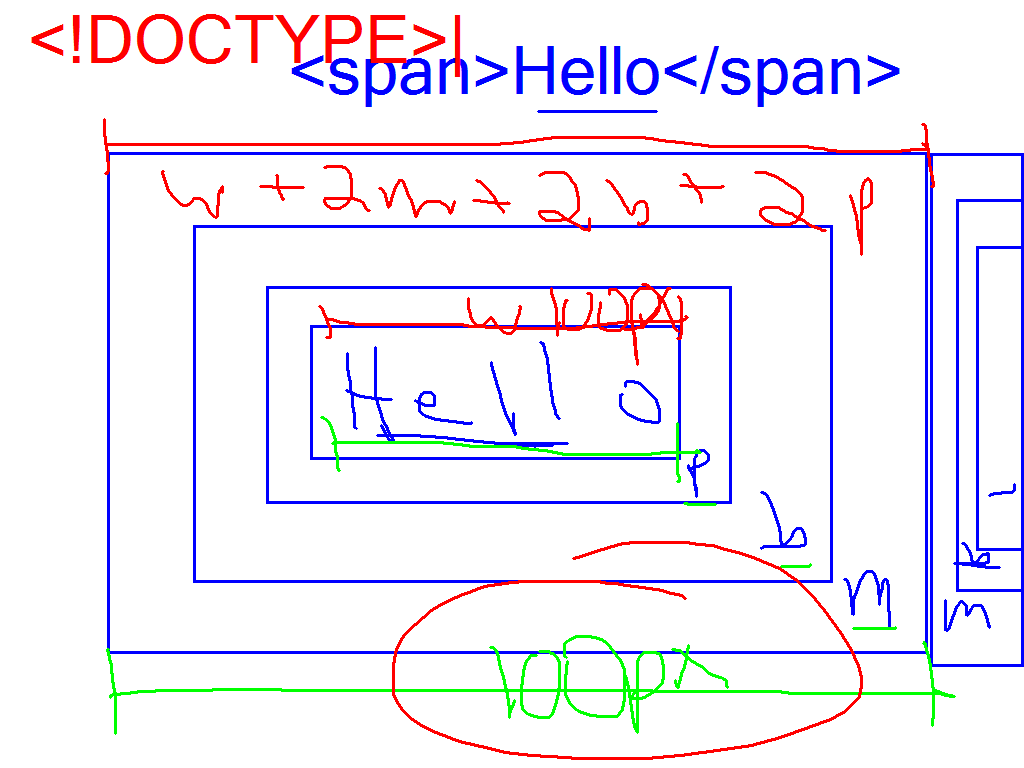 <!DOCTYPE>|
<span>Hello</span>
w + 2m + 2b + 2p
w 100px
Hello
p
b
m
m
100px